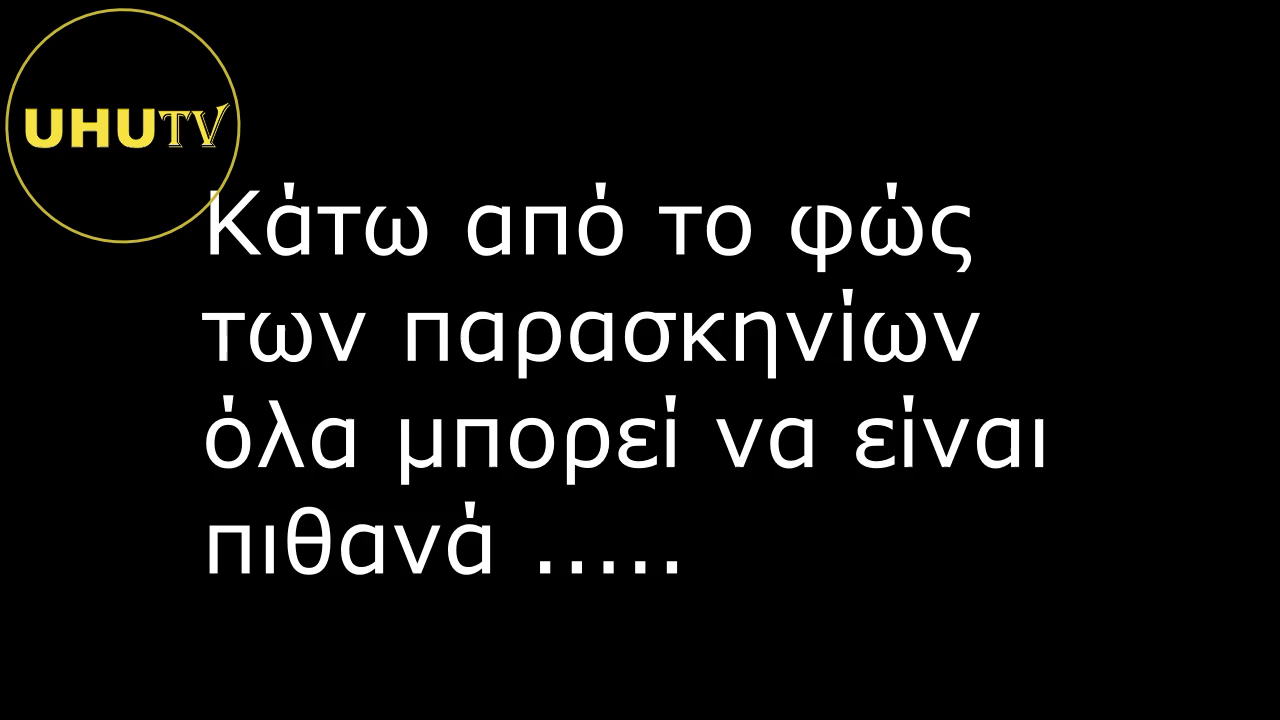 UHUTV
Κάτω από το φώς
των παρασκηνίων
όλα μπορεί να είναι
πιθανά .....